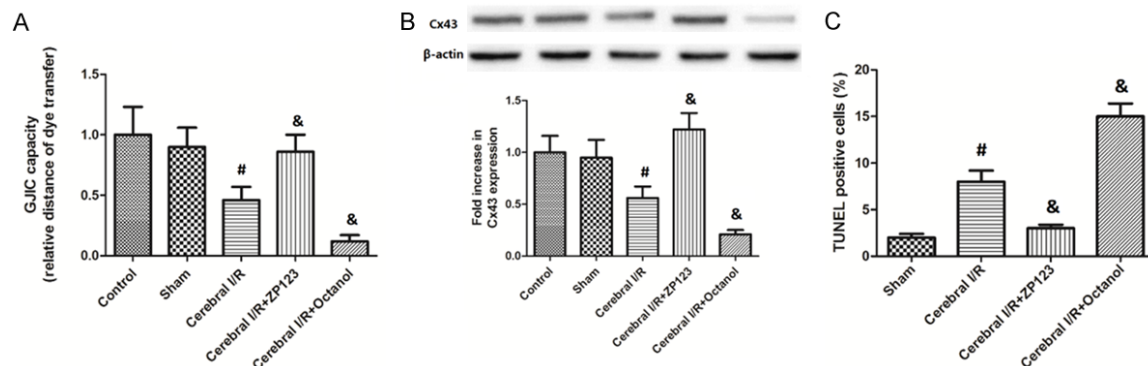 A
GJIC capacity
(relative distance of dye transfer)
1.5
1.0
0.5
0.0
#
&
&
Control
Sham
Cerebral I/R
Cerebral I/R+ZP123
Cerebral I/R+Octanol
B
Cx43
β-actin
Fold increase in
Cx43 expression
1.5
1.0
0.5
0.0
#
&
&
Control
Sham
Cerebral I/R
Cerebral I/R+ZP123
Cerebral I/R+Octanol
C
TUNEL positive cells (%)
20
15
10
5
0
#
&
&
Sham
Cerebral I/R
Cerebral I/R+ZP123
Cerebral I/R+Octanol